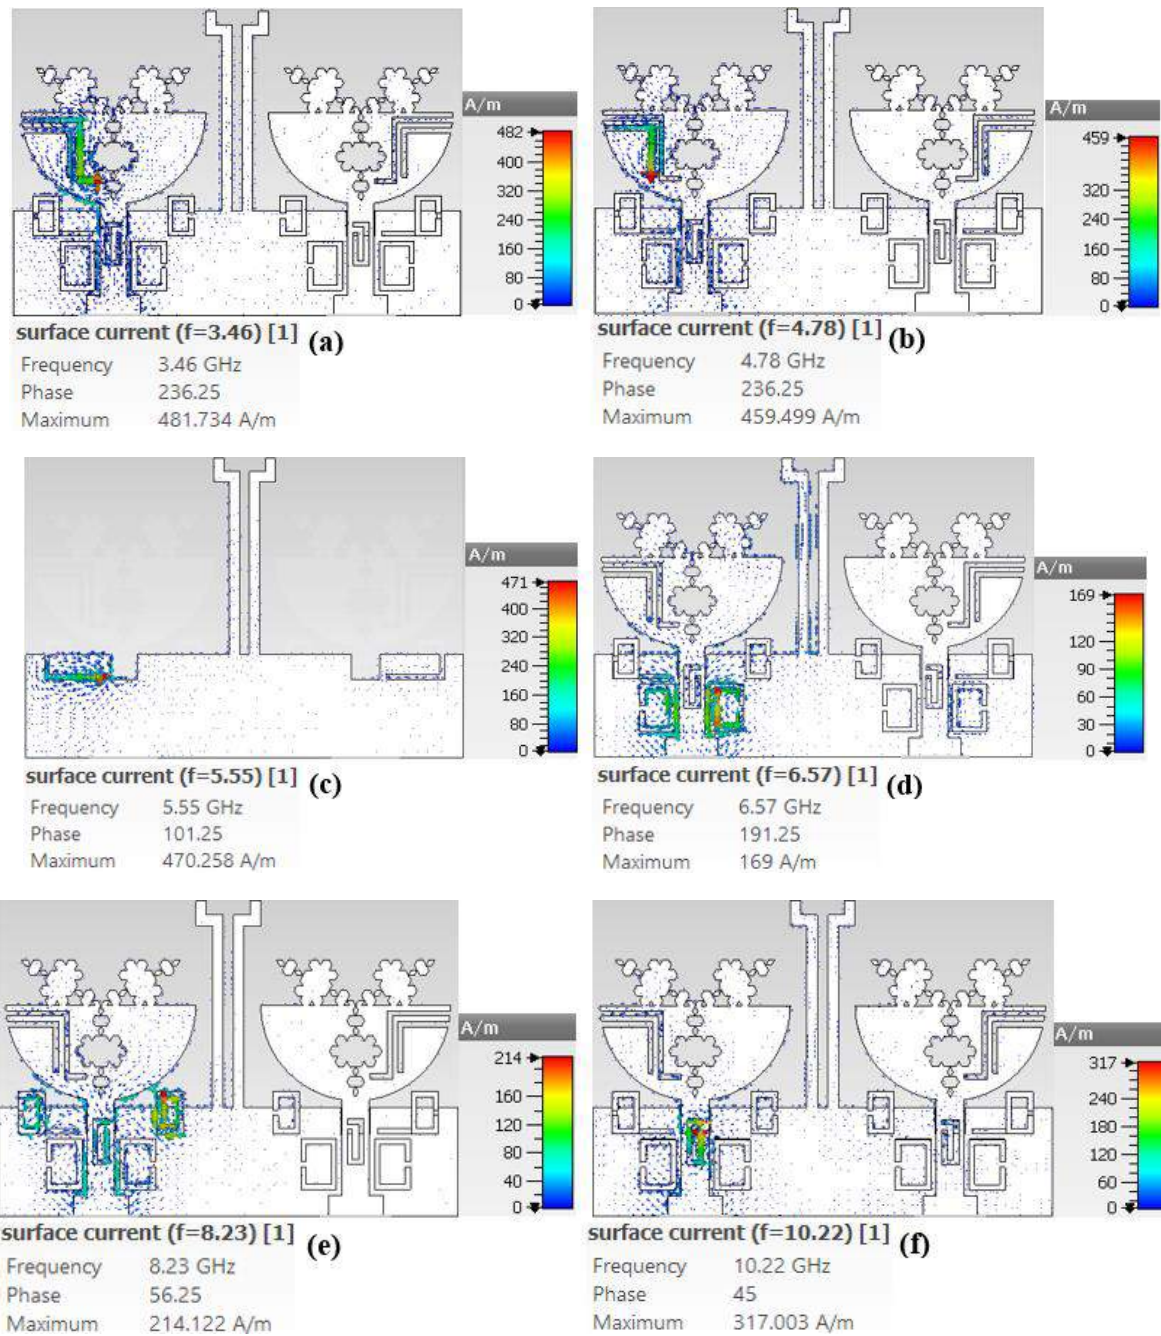 A/m
482
400
320
240
160
80
0
surface current (f=3.46) [1] (a)
Frequency 3.46 GHz
Phase 236.25
Maximum 481.734 A/m
A/m
459
400
320
240
160
80
0
surface current (f=4.78) [1] (b)
Frequency 4.78 GHz
Phase 236.25
Maximum 459.499 A/m
A/m
471
400
320
240
160
80
0
surface current (f=5.55) [1] (c)
Frequency 5.55 GHz
Phase 101.25
Maximum 470.258 A/m
A/m
169
120
90
60
30
0
surface current (f=6.57) [1] (d)
Frequency 6.57 GHz
Phase 191.25
Maximum 169 A/m
A/m
214
160
120
80
40
0
surface current (f=8.23) [1] (e)
Frequency 8.23 GHz
Phase 56.25
Maximum 214.122 A/m
A/m
317
240
180
120
60
0
surface current (f=10.22) [1] (f)
Frequency 10.22 GHz
Phase 45
Maximum 317.003 A/m